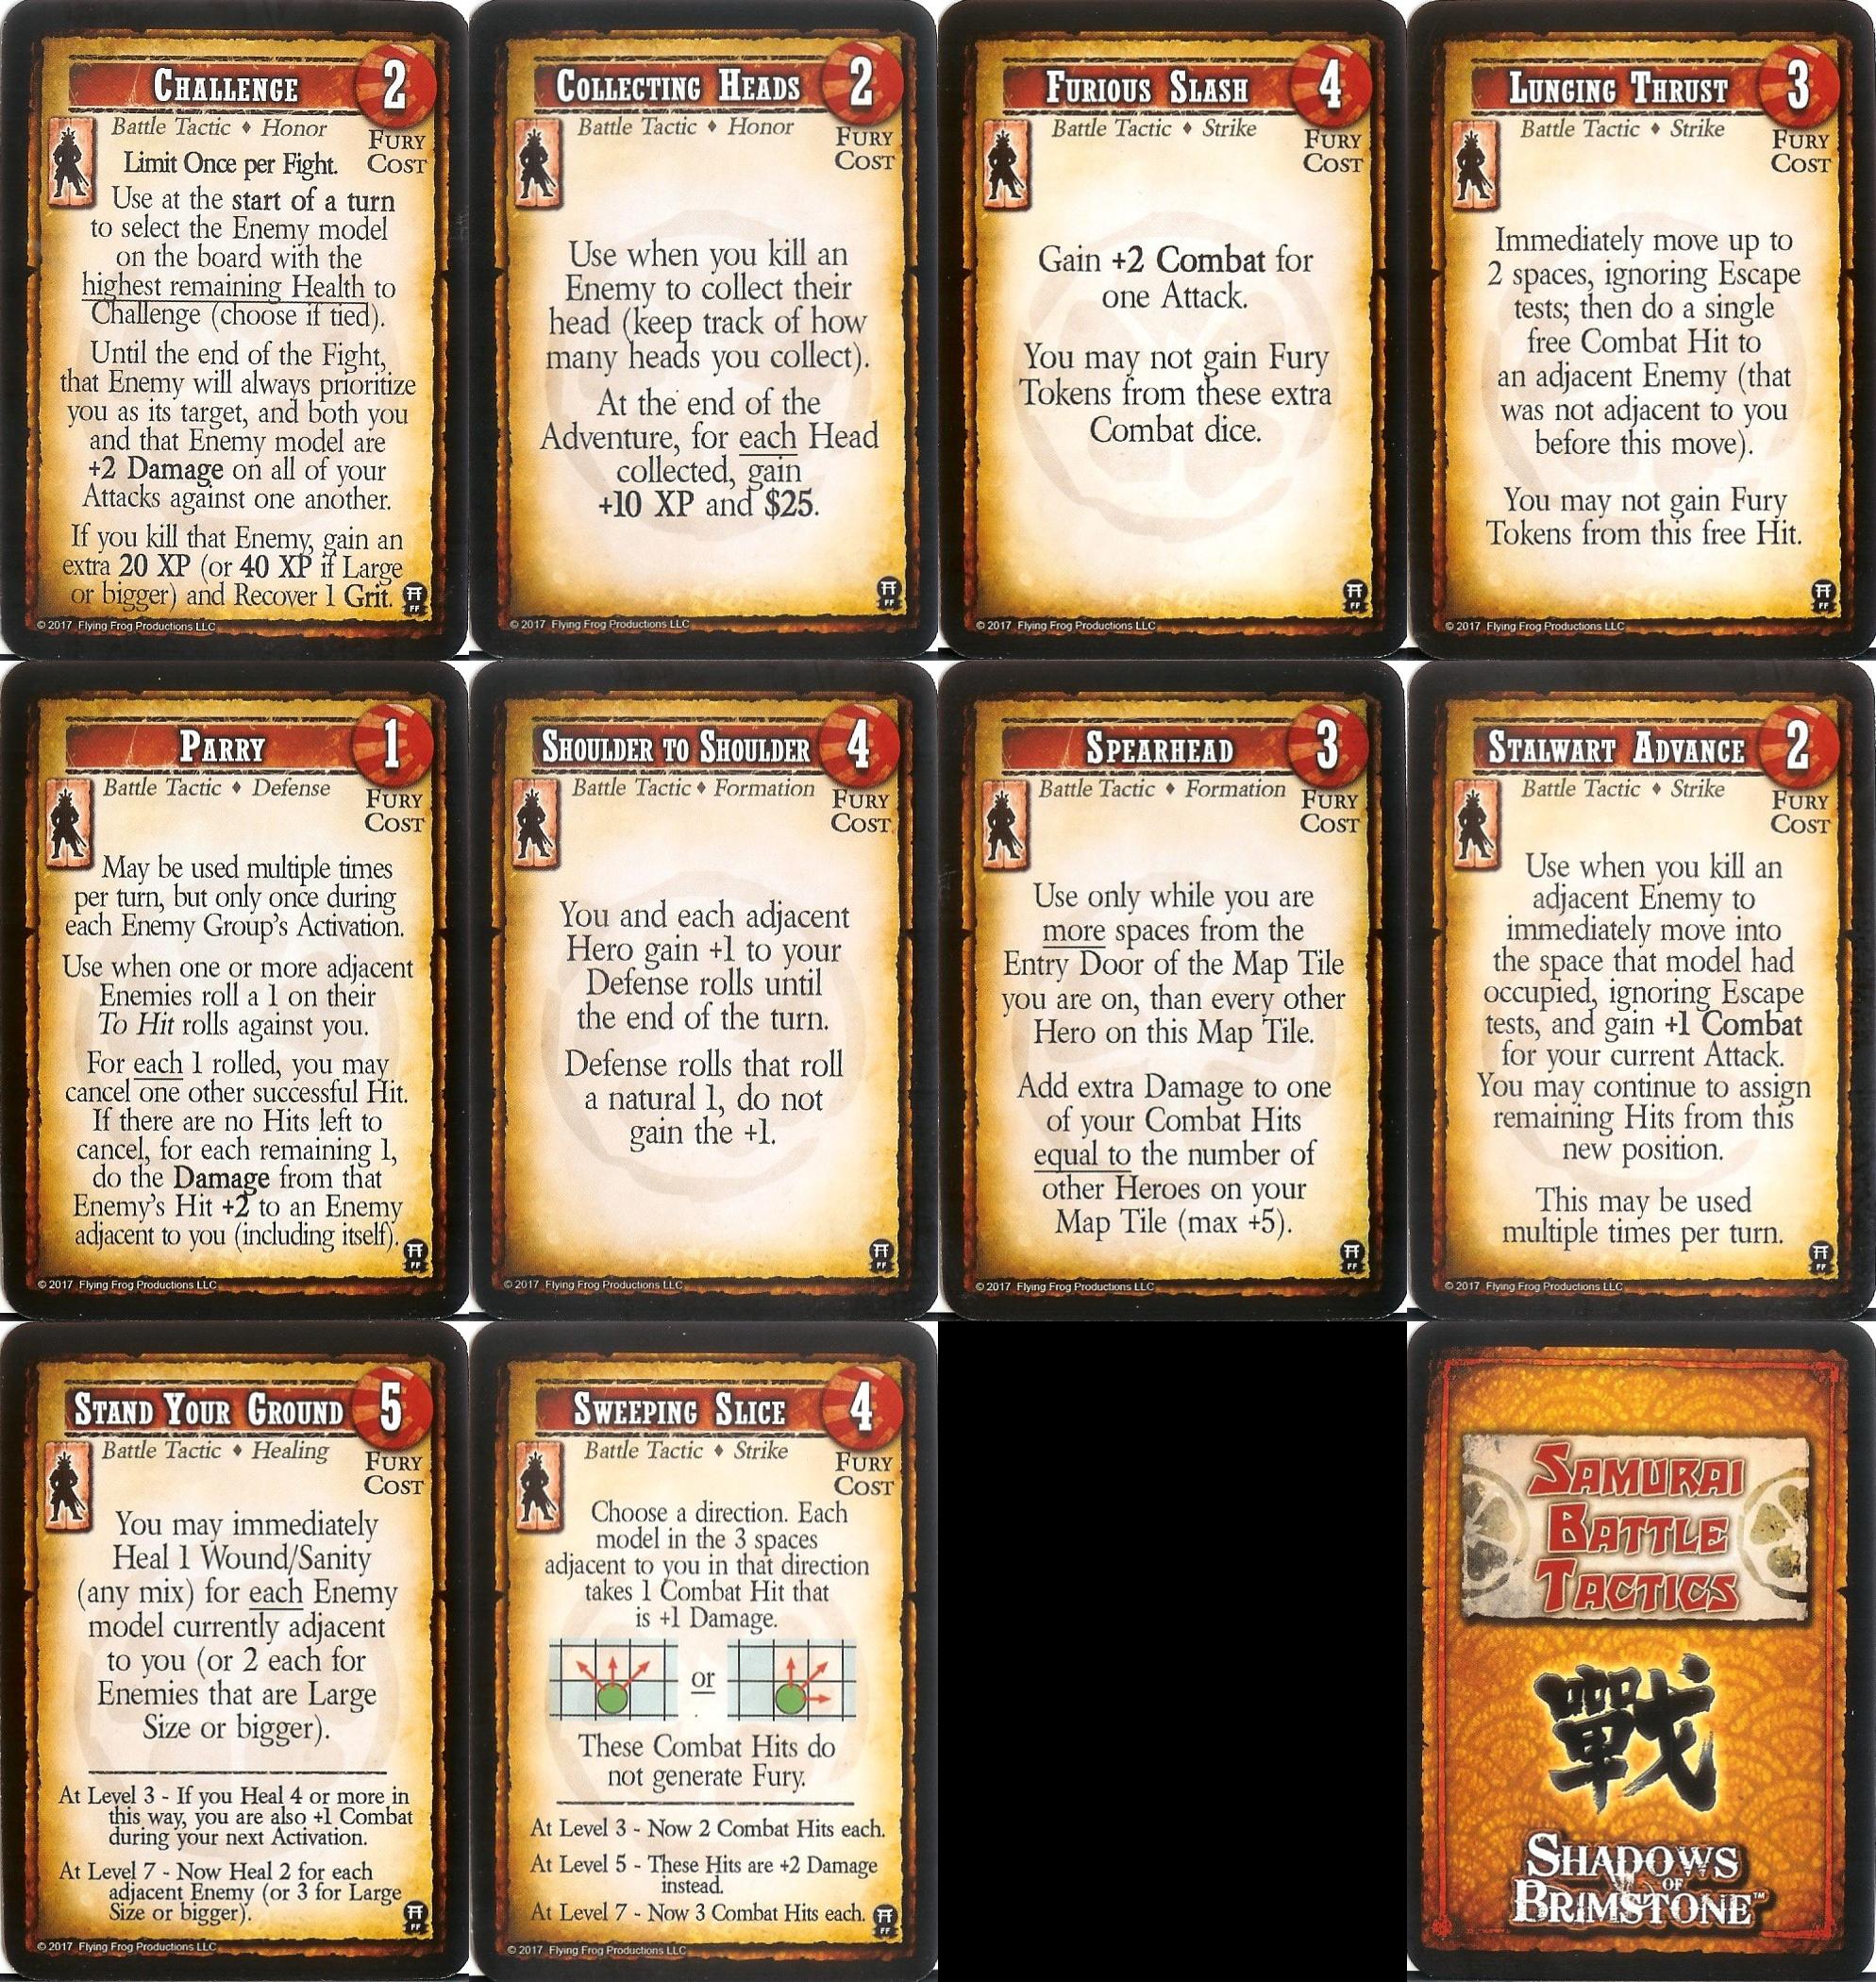 CHALLENGE
2
Battle Tactic ♦ Honor
FURY
COST
Limit Once per Fight.
Use at the start of a turn
to select the Enemy model
on the board with the
highest remaining Health to
Challenge (choose if tied).
Until the end of the Fight,
that Enemy will always prioritize
you as its target, and both you
and that Enemy model are
+2 Damage on all of your
Attacks against one another.
If you kill that Enemy, gain an
extra 20 XP (or 40 XP if Large
or bigger) and Recover 1 Grit.
FF
© 2017 Flying Frog Productions LLC
COLLECTING HEADS
2
Battle Tactic ♦ Honor
FURY
COST
Use when you kill an
Enemy to collect their
head (keep track of how
many heads you collect).
At the end of the
Adventure, for each Head
collected, gain
+10 XP and $25.
FF
© 2017 Flying Frog Productions LLC
FURIOUS SLASH
4
Battle Tactic ♦ Strike
FURY
COST
Gain +2 Combat for
one Attack.
You may not gain Fury
Tokens from these extra
Combat dice.
FF
© 2017 Flying Frog Productions LLC
LUNGING THRUST
3
Battle Tactic ♦ Strike
FURY
COST
Immediately move up to
2 spaces, ignoring Escape
tests; then do a single
free Combat Hit to
an adjacent Enemy (that
was not adjacent to you
before this move).
You may not gain Fury
Tokens from this free Hit.
FF
© 2017 Flying Frog Productions LLC
PARRY
1
Battle Tactic ♦ Defense
FURY
COST
May be used multiple times
per turn, but only once during
each Enemy Group's Activation.
Use when one or more adjacent
Enemies roll a 1 on their
To Hit rolls against you.
For each 1 rolled, you may
cancel one other successful Hit.
If there are no Hits left to
cancel, for each remaining 1,
do the Damage from that
Enemy's Hit +2 to an Enemy
adjacent to you (including itself).
FF
© 2017 Flying Frog Productions LLC
SHOULDER TO SHOULDER
4
Battle Tactic ♦ Formation
FURY
COST
You and each adjacent
Hero gain +1 to your
Defense rolls until
the end of the turn.
Defense rolls that roll
a natural 1, do not
gain the +1.
FF
© 2017 Flying Frog Productions LLC
SPEARHEAD
3
Battle Tactic ♦ Formation
FURY
COST
Use only while you are
more spaces from the
Entry Door of the Map Tile
you are on, than every other
Hero on this Map Tile.
Add extra Damage to one
of your Combat Hits
equal to the number of
other Heroes on your
Map Tile (max +5).
FF
© 2017 Flying Frog Productions LLC
STALWART ADVANCE
2
Battle Tactic ♦ Strike
FURY
COST
Use when you kill an
adjacent Enemy to
immediately move into
the space that model had
occupied, ignoring Escape
tests, and gain +1 Combat
for your current Attack.
You may continue to assign
remaining Hits from this
new position.
This may be used
multiple times per turn.
FF
© 2017 Flying Frog Productions LLC
STAND YOUR GROUND
5
Battle Tactic ♦ Healing
FURY
COST
You may immediately
Heal 1 Wound/Sanity
(any mix) for each Enemy
model currently adjacent
to you (or 2 each for
Enemies that are Large
Size or bigger).
At Level 3 - If you Heal 4 or more in
this way, you are also +1 Combat
during your next Activation.
At Level 7 - Now Heal 2 for each
adjacent Enemy (or 3 for Large
Size or bigger).
FF
© 2017 Flying Frog Productions LLC
SWEEPING SLICE
4
Battle Tactic ♦ Strike
FURY
COST
Choose a direction. Each
model in the 3 spaces
adjacent to you in that direction
takes 1 Combat Hit that
is +1 Damage.
or
These Combat Hits do
not generate Fury.
At Level 3 - Now 2 Combat Hits each.
At Level 5 - These Hits are +2 Damage
instead.
At Level 7 - Now 3 Combat Hits each.
FF
© 2017 Flying Frog Productions LLC
SAMURAI
BATTLE
TACTICS
戰
SHADOWS
OF
BRIMSTONE™